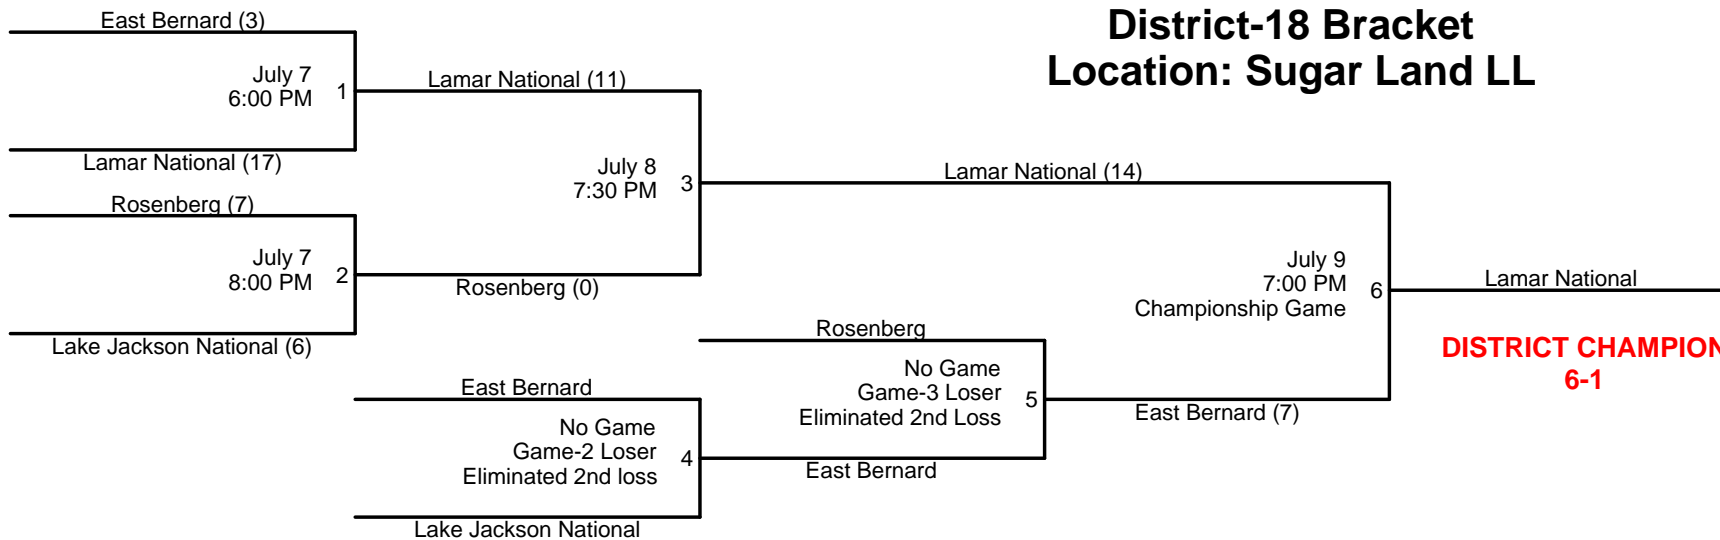 District-18 Bracket
Location: Sugar Land LL
East Bernard (3)
July 7
6:00 PM
1
Lamar National (17)
Lamar National (11)
Rosenberg (7)
July 7
8:00 PM
2
Lake Jackson National (6)
July 8
7:30 PM
3
Rosenberg (0)
Lamar National (14)
East Bernard
No Game
Game-2 Loser
Eliminated 2nd loss
4
Lake Jackson National
Rosenberg
No Game
Game-3 Loser
Eliminated 2nd Loss
5
East Bernard
July 9
7:00 PM
Championship Game
6
East Bernard (7)
Lamar National
DISTRICT CHAMPION
6-1